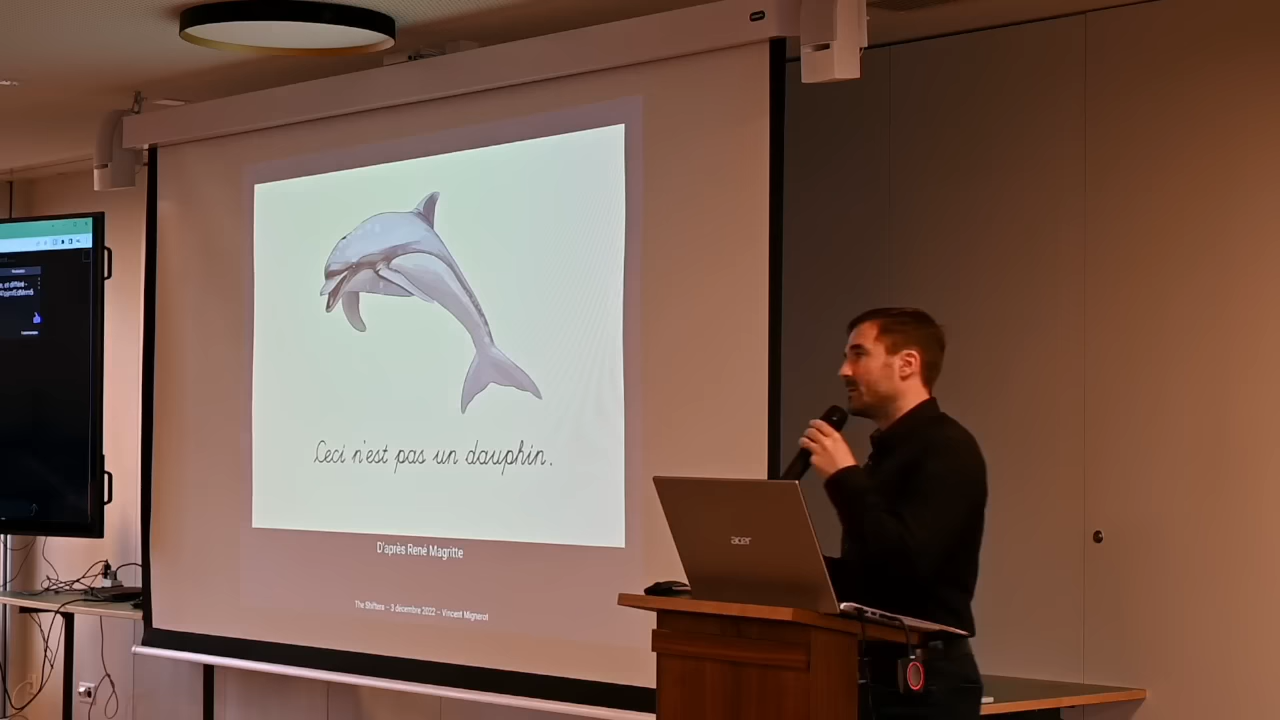 Ceci n'est pas un dauphin.
D'après René Magritte
The Shifters – 3 décembre 2022 – Vincent Mignerot
acer